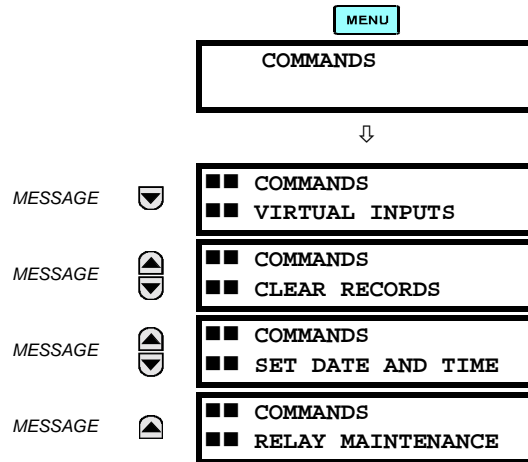 MENU
COMMANDS
MESSAGE
■■ COMMANDS
■■ VIRTUAL INPUTS
MESSAGE
■■ COMMANDS
■■ CLEAR RECORDS
MESSAGE
■■ COMMANDS
■■ SET DATE AND TIME
MESSAGE
■■ COMMANDS
■■ RELAY MAINTENANCE